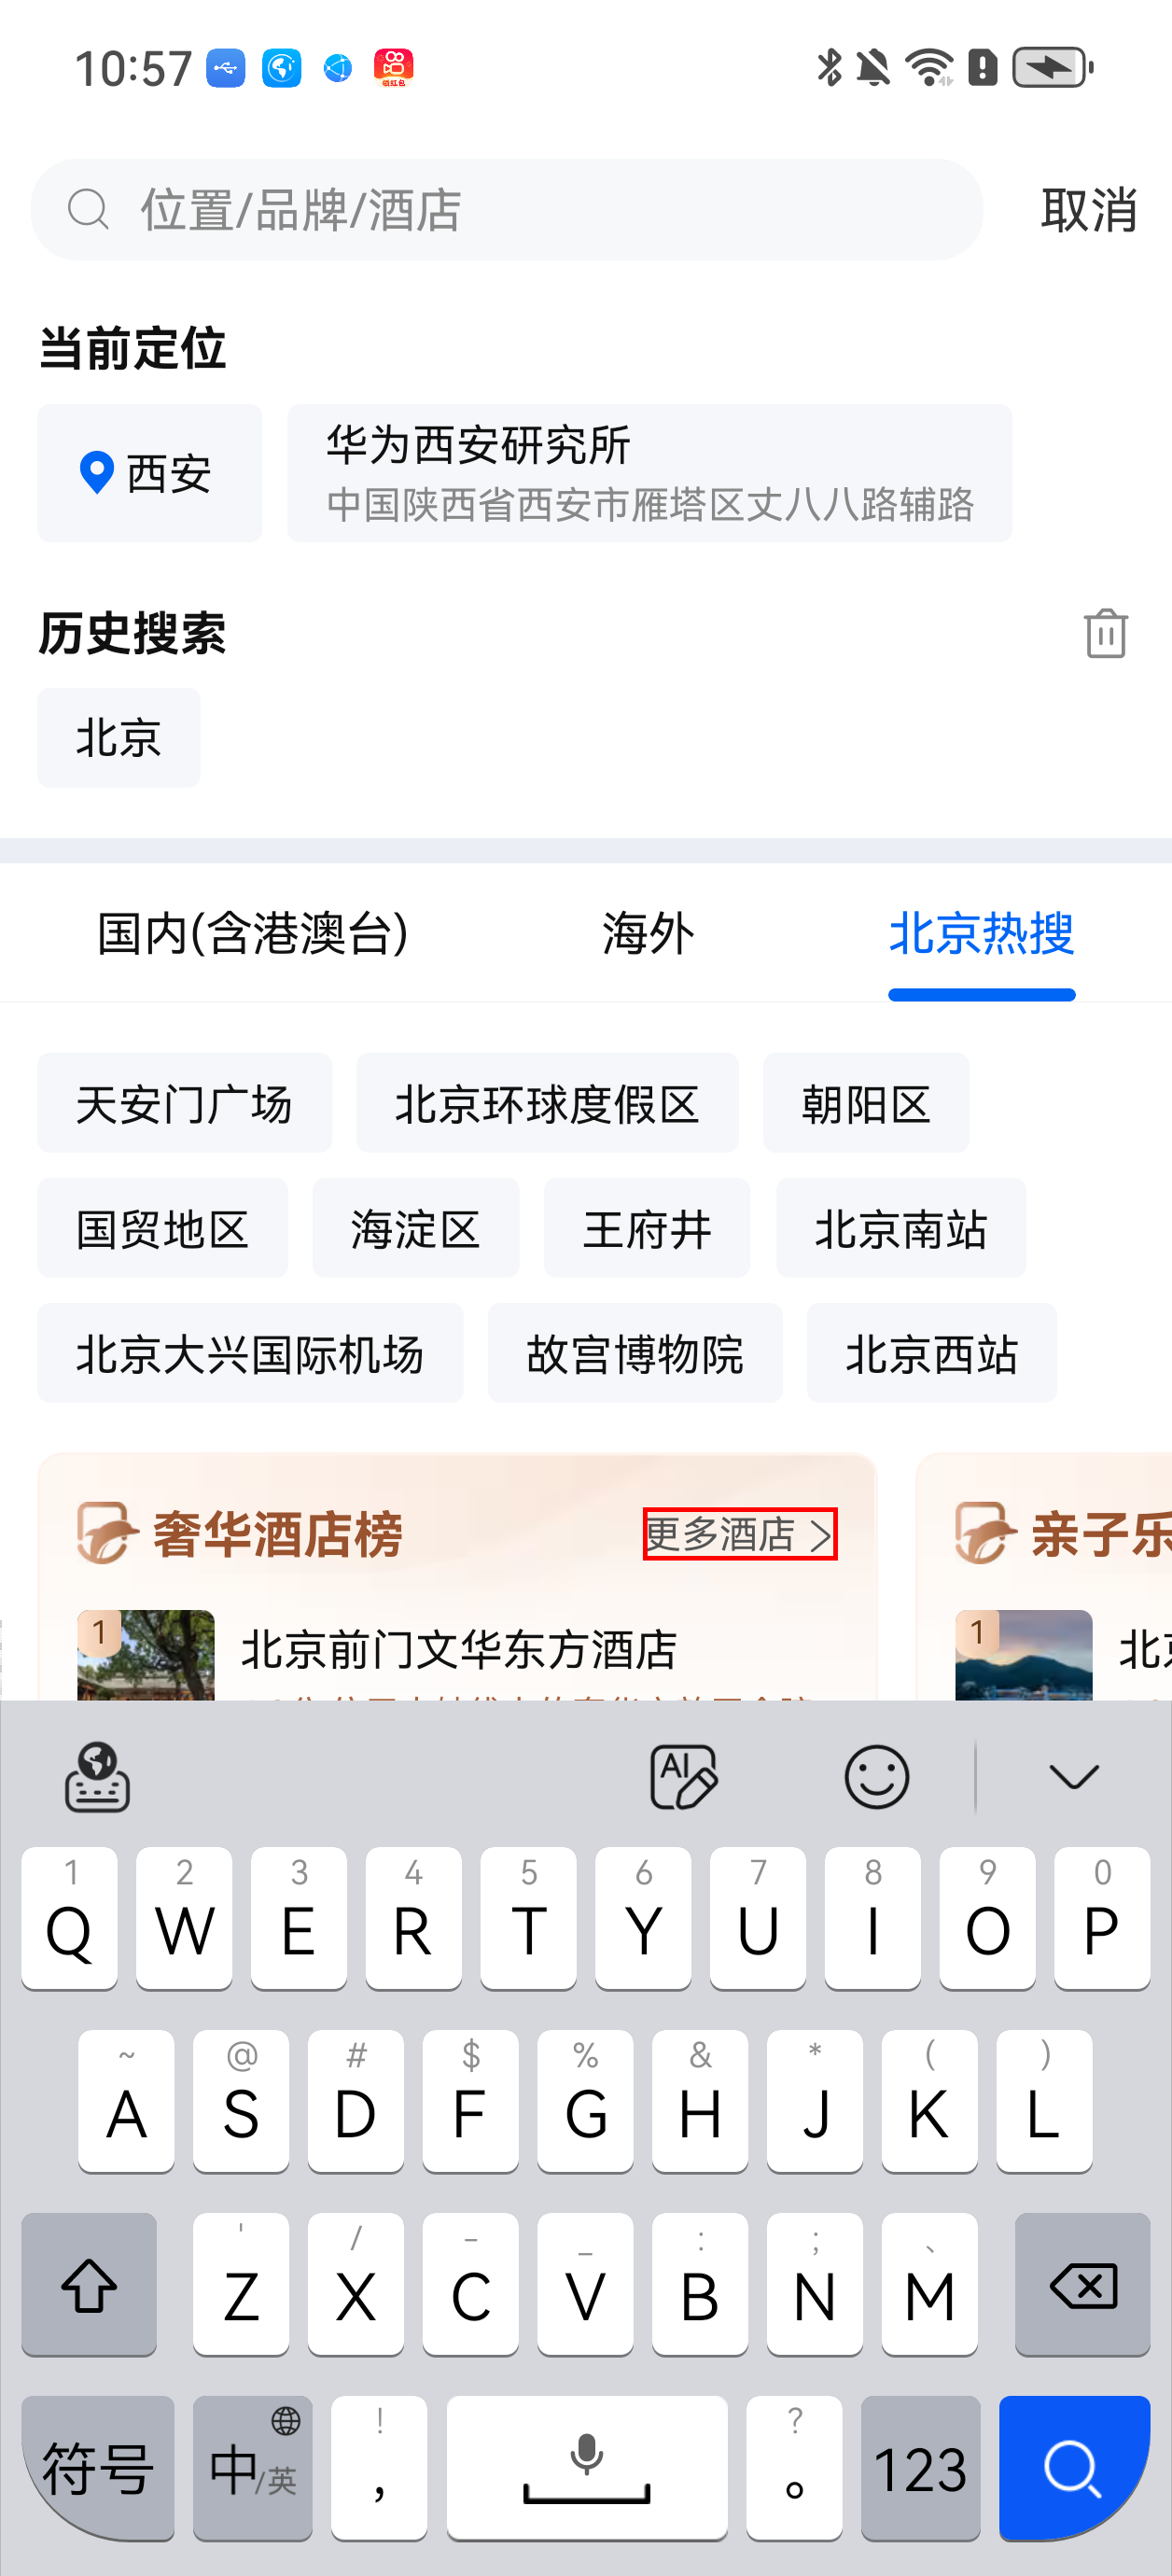 10:57
领红包
位置/品牌/酒店
取消
当前定位
西安
华为西安研究所
中国陕西省西安市雁塔区丈八八路辅路
历史搜索
北京
国内(含港澳台)
海外
北京热搜
天安门广场
北京环球度假区
朝阳区
国贸地区
海淀区
王府井
北京南站
北京大兴国际机场
故宫博物院
北京西站
奢华酒店榜
更多酒店
亲子乐
1
北京前门文华东方酒店
1
北
AI
1 2 3 4 5 6 7 8 9 0
Q W E R T Y U I O P
~ @ # $ % & * ( )
A S D F G H J K L
' / - _ : ; 、
Z X C V B N M
! ?
符号 中/英 , 。 123